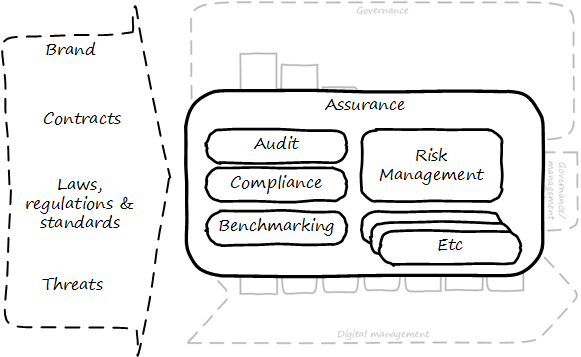 Governance
Brand
Assurance
Contracts
Audit
Risk
Management
Compliance
Laws,
regulations &
standards
Governance/
management
Benchmarking
Etc
Threats
Digital management